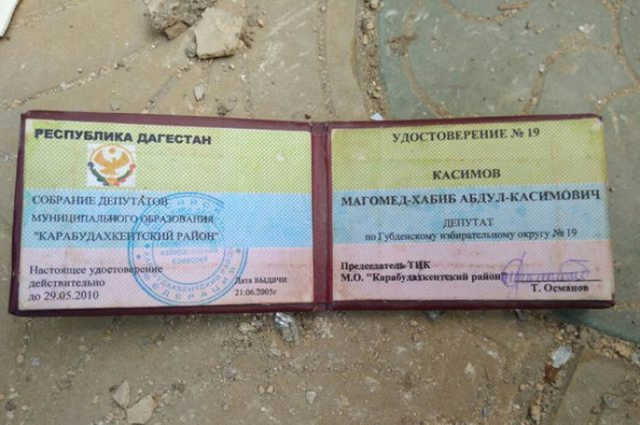 РЕСПУБЛИКА ДАГЕСТАН
СОБРАНИЕ ДЕПУТАТОВ
МУНИЦИПАЛЬНОГО ОБРАЗОВАНИЯ
"КАРАБУДАХКЕНТСКИЙ РАЙОН"
Настоящее удостоверение
действительно
до 29.05.2010
Дата ВЫДАЧИ
21.06.2005г
УДОСТОВЕРЕНИЕ № 19
КАСИМОВ
МАГОМЕД-ХАБИБ АБДУЛ-КАСИМОВИЧ
ДЕПУТАТ
по Губденскому избирательному округу № 19
Председатель ТИК
М.О. "Карабудахкентский район"
Т. Османов